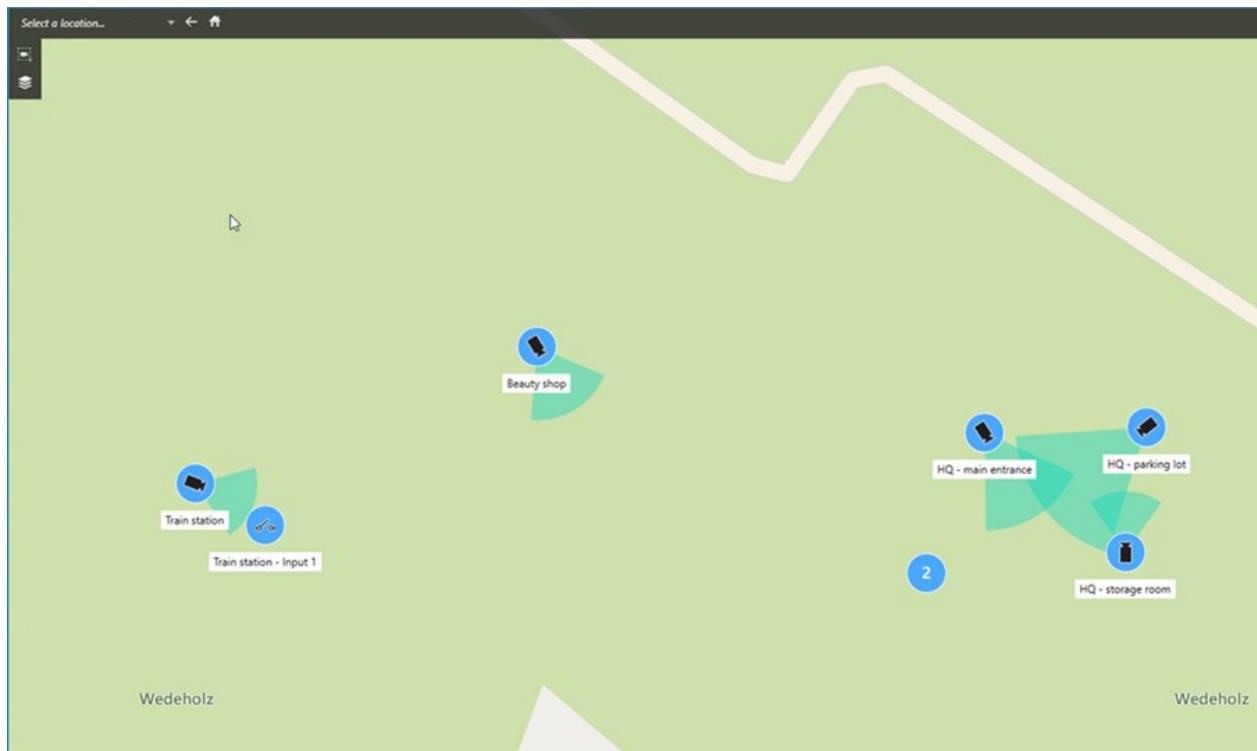 Select a location...
Beauty shop
HQ - main entrance
HQ - parking lot
Train station
Train station - Input 1
2
HQ - storage room
Wedeholz
Wedeholz